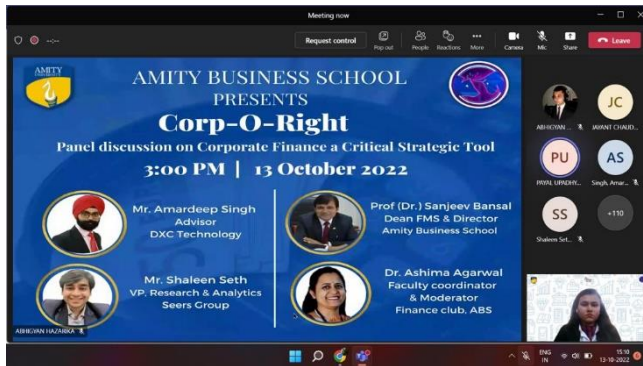 Meeting now
--:--
Request control
Pop out
People
Reactions
More
Camera
Mic
Share
Leave
AMITY
UNIVERSITY
AMITY BUSINESS SCHOOL
PRESENTS
Corp-O-Right
Panel discussion on Corporate Finance a Critical Strategic Tool
3:00 PM | 13 October 2022
Mr. Amardeep Singh
Advisor
DXC Technology
Prof (Dr.) Sanjeev Bansal
Dean FMS & Director
Amity Business School
Mr. Shaleen Seth
VP, Research & Analytics
Seers Group
Dr. Ashima Agarwal
Faculty coordinator
& Moderator
Finance club, ABS
ABHIGYAN HAZARIKA
ABHIGYAN ...
JC
JAYANT CHAUD...
PU
PAYAL UPADHY...
AS
Singh, Amar...
SS
Shaleen Set...
+110
ENG
IN
15:10
13-10-2022